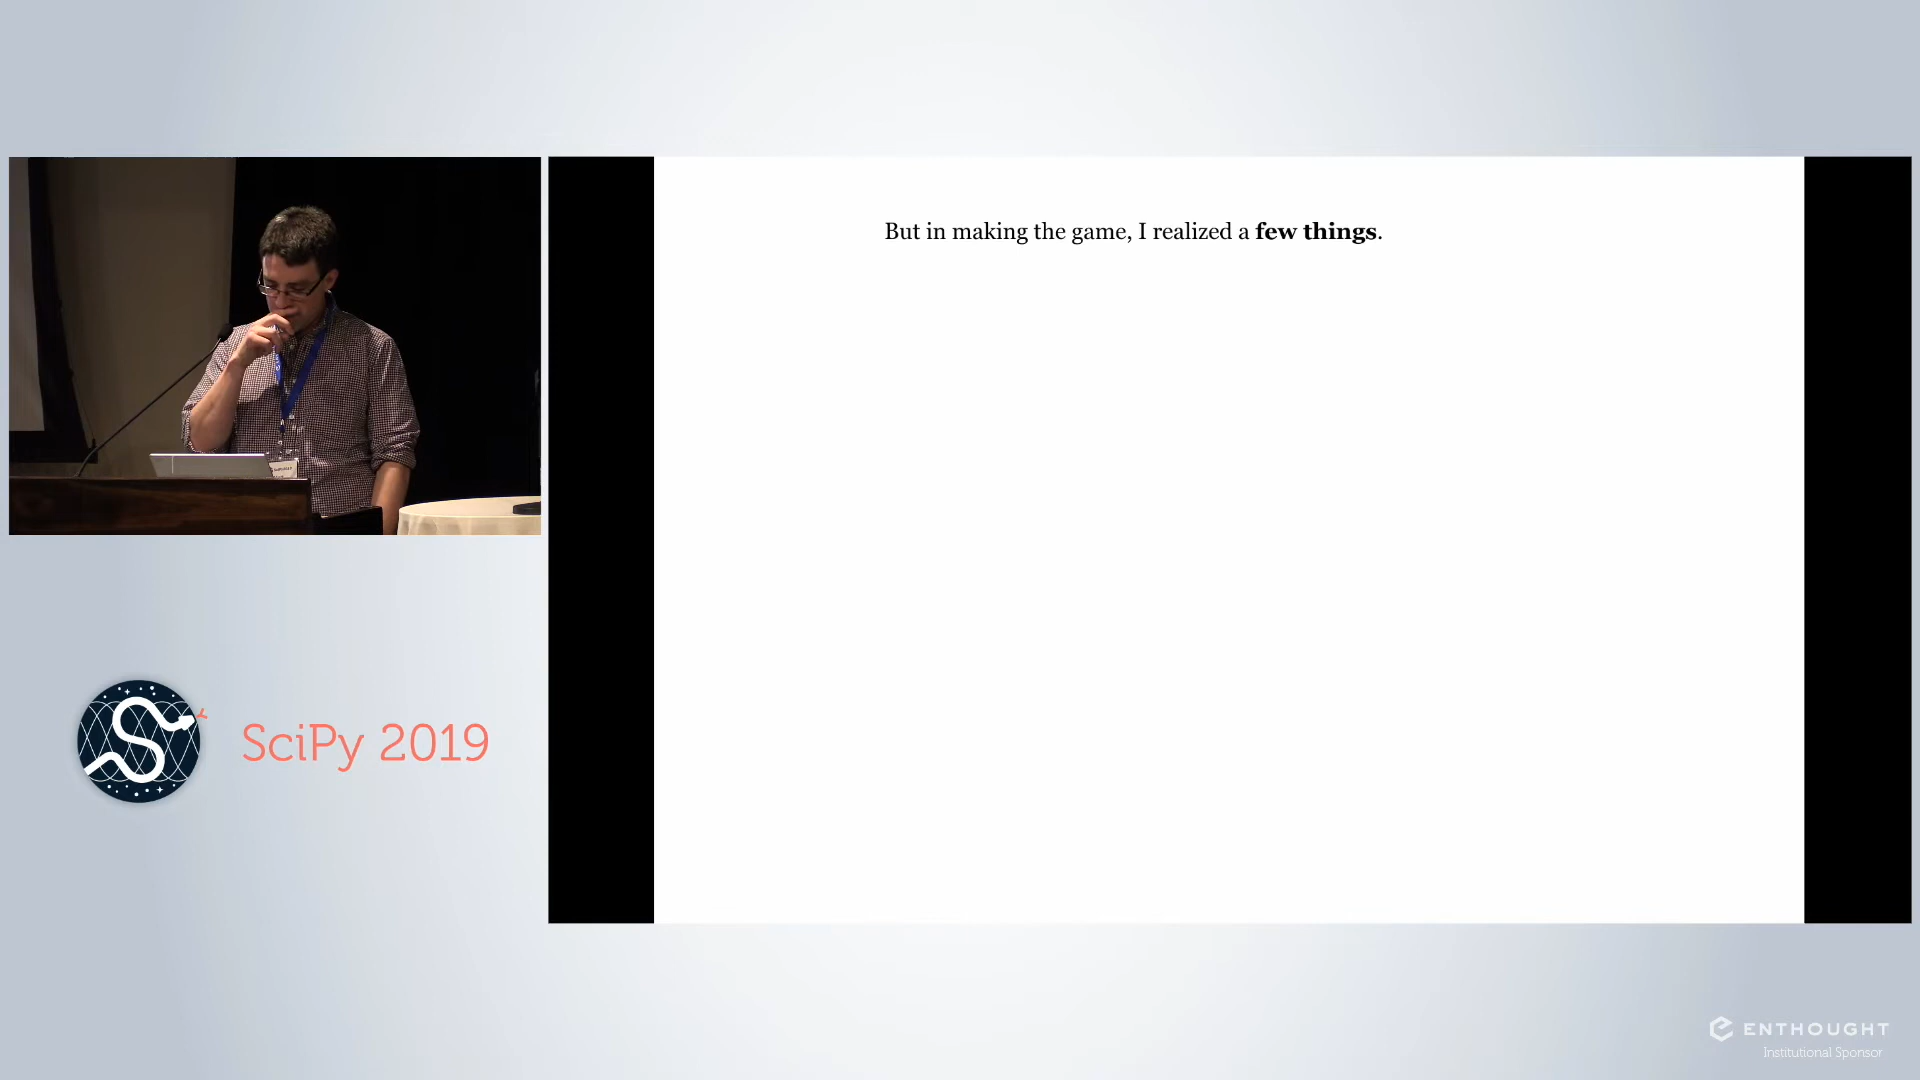 But in making the game, I realized a few things.
SciPy 2019
ENTHOUGHT
Institutional Sponsor